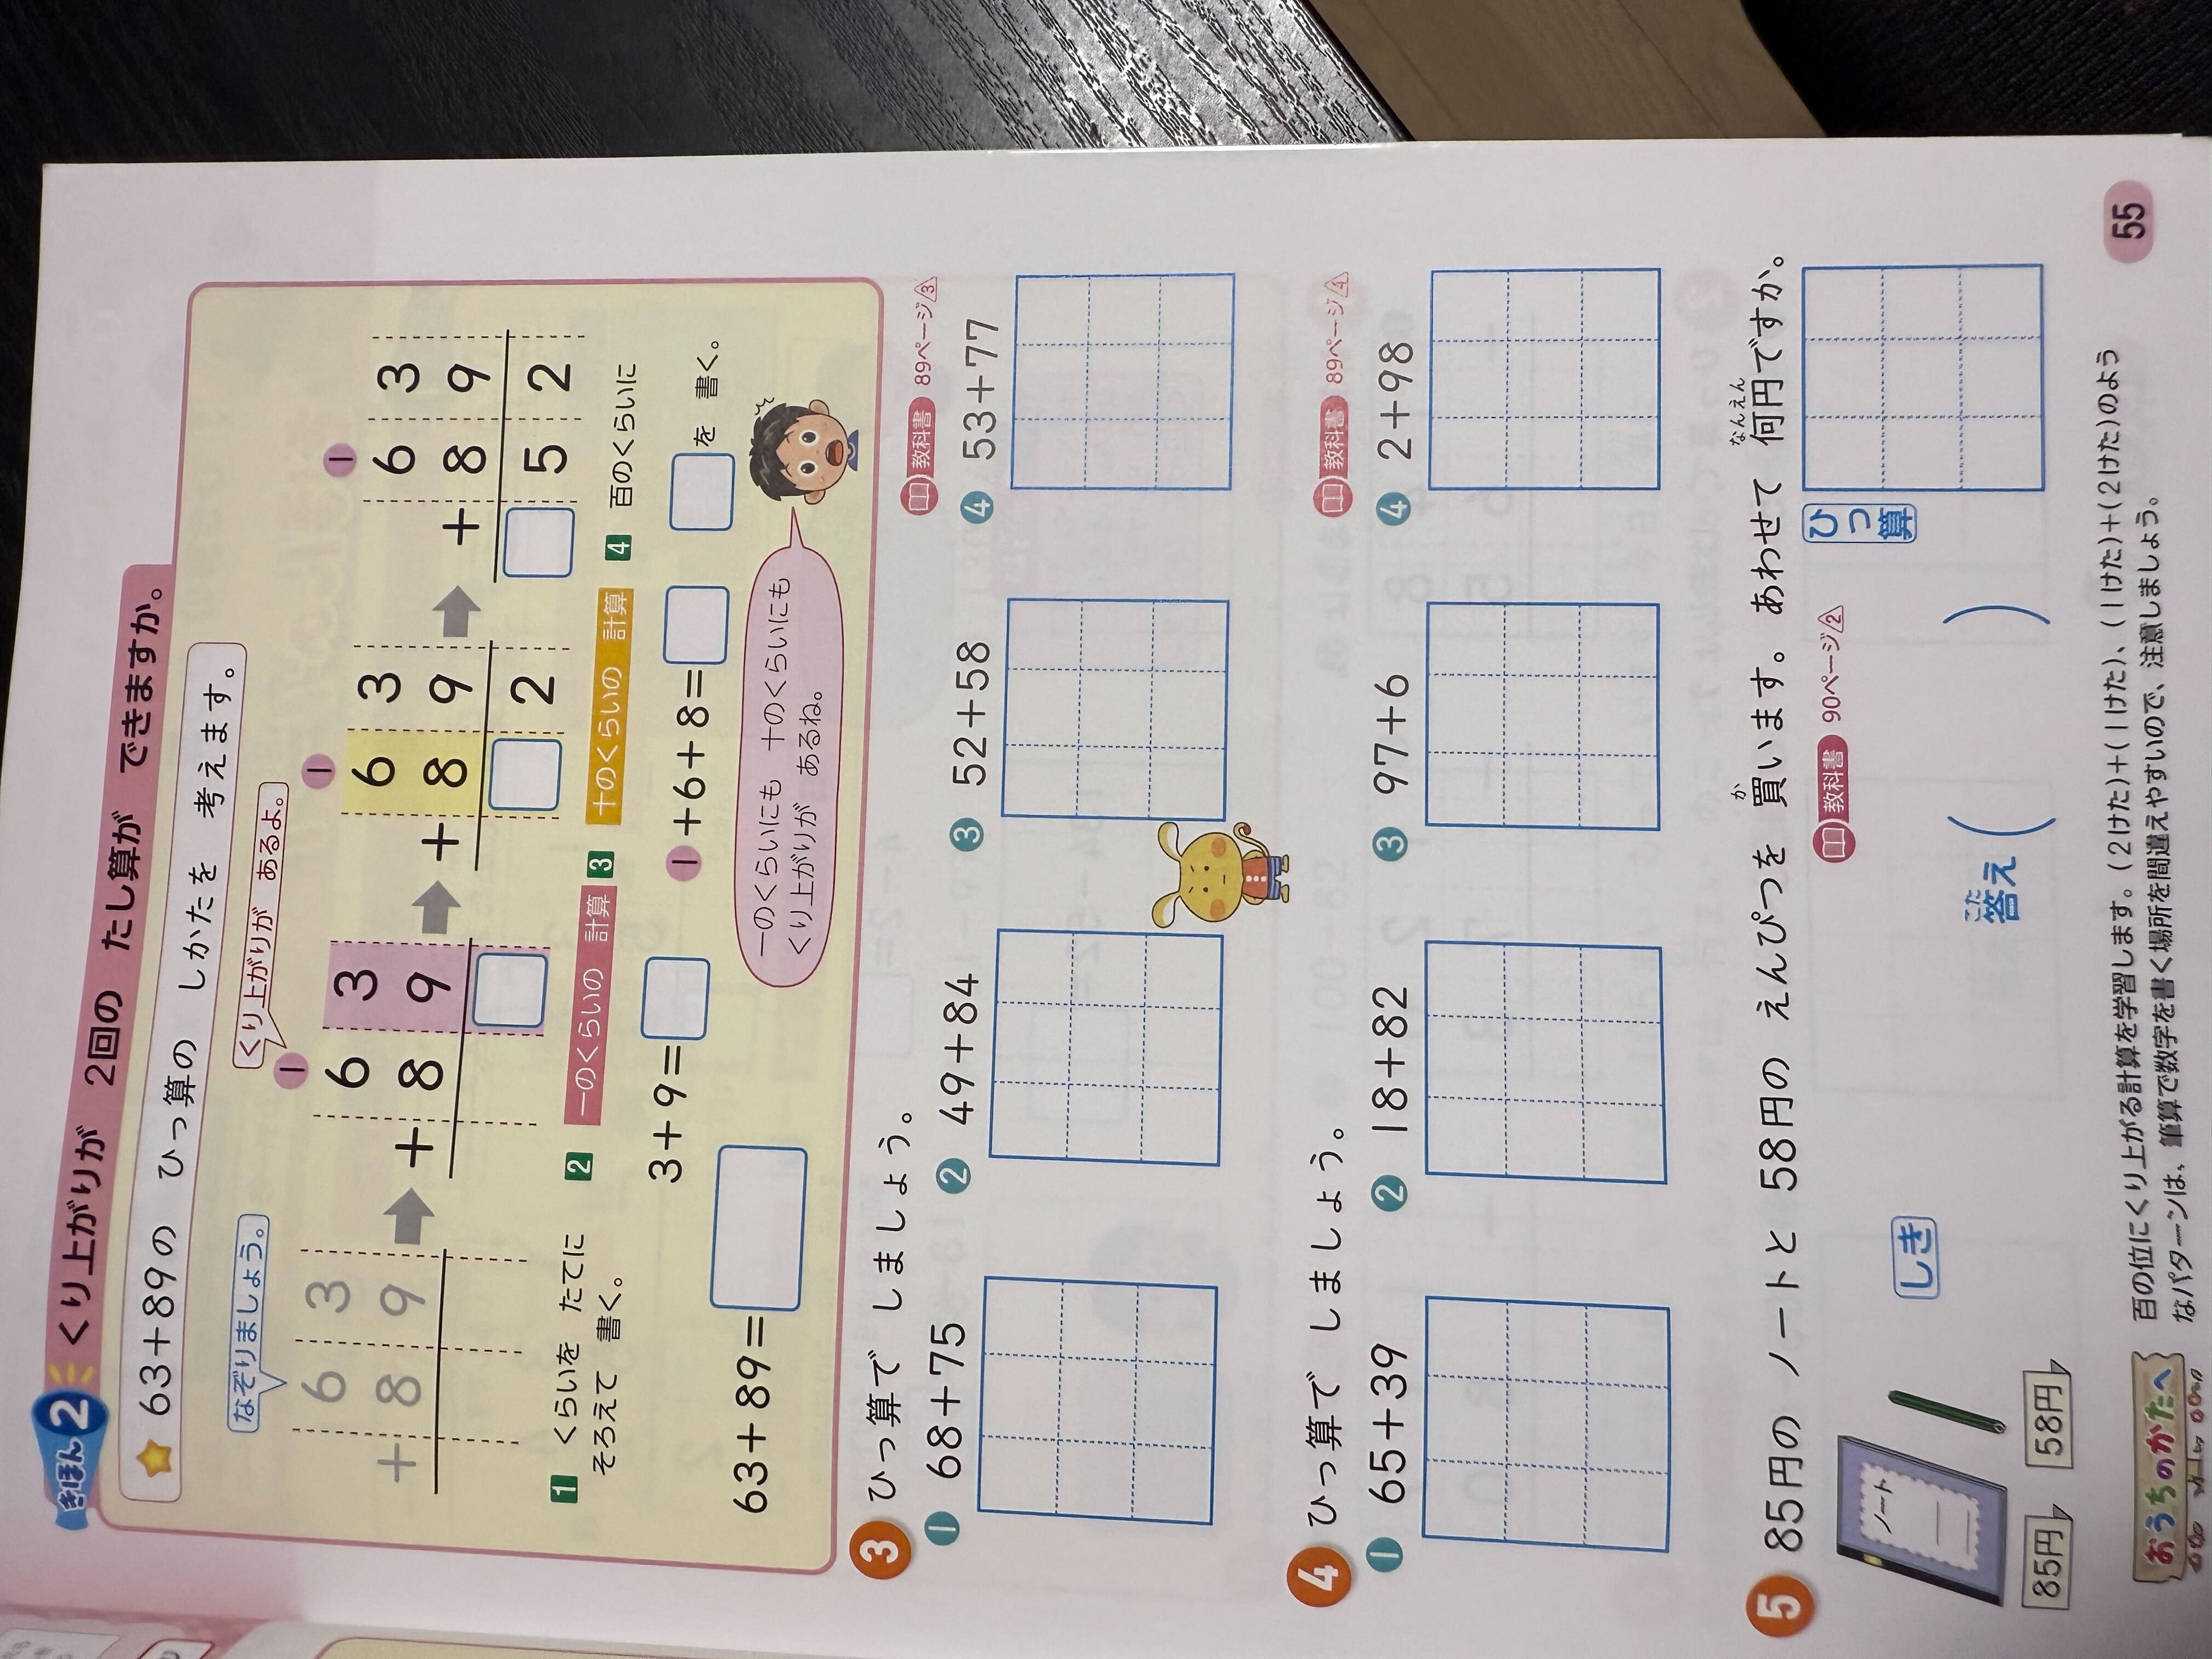 きほん2 くり上がりが 2回の たし算が できますか。
63+89の ひっ算の しかたを 考えます。
なぞりましょう。
くり上がりが あるよ。
1 1 1
6 3 6 3 6 3 6 3
+ 8 9 + 8 9 + 8 9 + 8 9
2 5 2
1 くらいを たてに
そろえて 書く。
2 一のくらいの 計算
3+9=
3 十のくらいの 計算
1+6+8=
4 百のくらいに
を 書く。
63+89=
一のくらいにも 十のくらいにも
くり上がりが あるね。
3 ひっ算で しましょう。
教科書 89ページ3
1 68+75 2 49+84 3 52+58 4 53+77
4 ひっ算で しましょう。
教科書 89ページ4
1 65+39 2 18+82 3 97+6 4 2+98
5 85円の ノートと 58円の えんぴつを 買います。あわせて 何円ですか。
か
なんえん
教科書 90ページ2
ノート
85円 58円
しき
ひっ算
こた
答え ( )
おうちのかたへ
百の位にくり上がる計算を学習します。(2けた)+(1けた)、(1けた)+(2けた)のよう
なパターンは、筆算で数字を書く場所を間違えやすいので、注意しましょう。
55